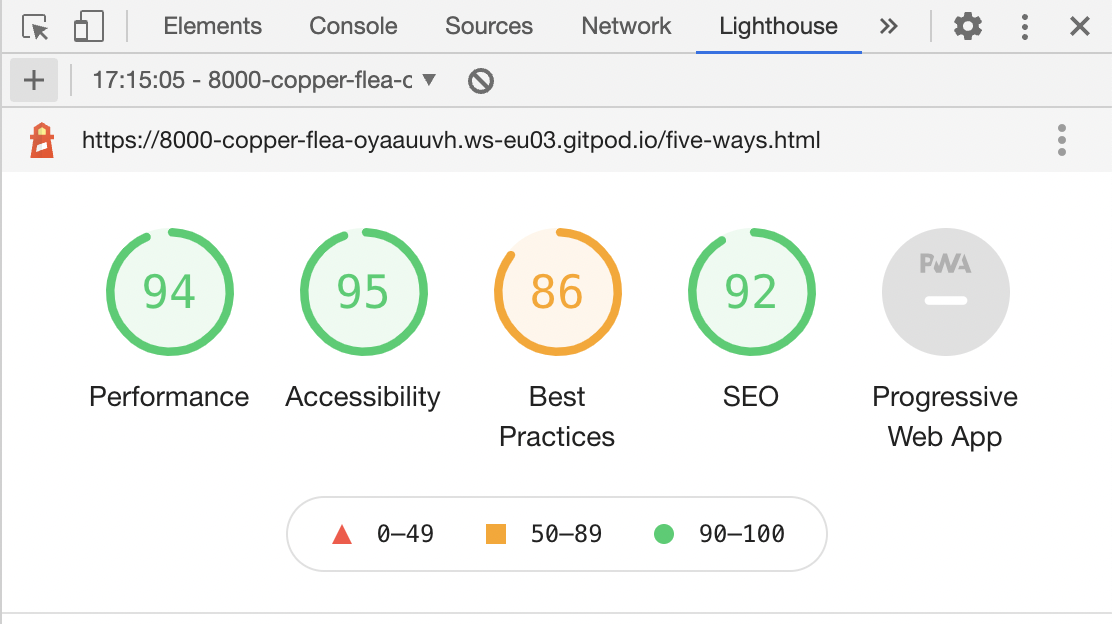 Elements Console Sources Network Lighthouse »
17:15:05 - 8000-copper-flea-c
https://8000-copper-flea-oyaauuvh.ws-eu03.gitpod.io/five-ways.html
94 95 86 92 PWA
Performance Accessibility Best Practices SEO Progressive Web App
0–49 50–89 90–100